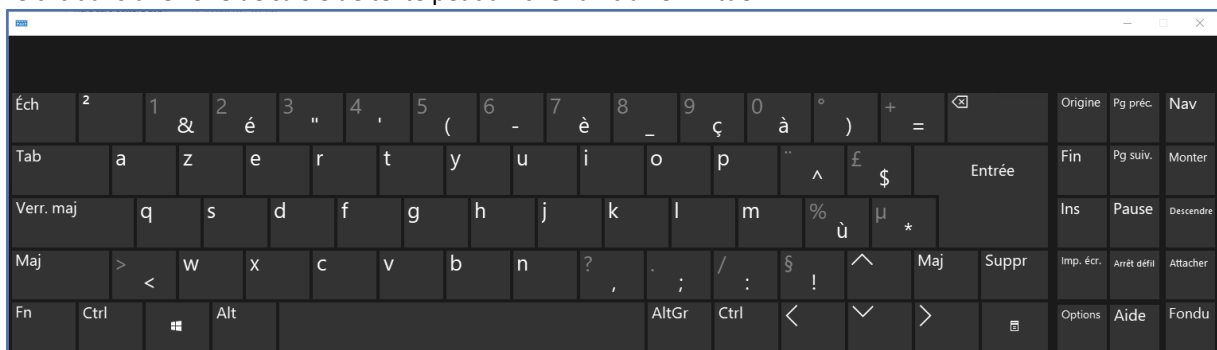 Éch ² 1 & 2 é 3 " 4 ' 5 ( 6 - 7 è 8 _ 9 ç 0 à ° ) + = Origine Pg préc. Nav
Tab a z e r t y u i o p ¨ ^ £ $ Entrée Fin Pg suiv. Monter
Verr. maj q s d f g h j k l m % ù µ * Ins Pause Descendre
Maj > < w x c v b n ? , . ; / : § ! Maj Suppr Imp. écr. Arrêt défil Attacher
Fn Ctrl Alt AltGr Ctrl Options Aide Fondu